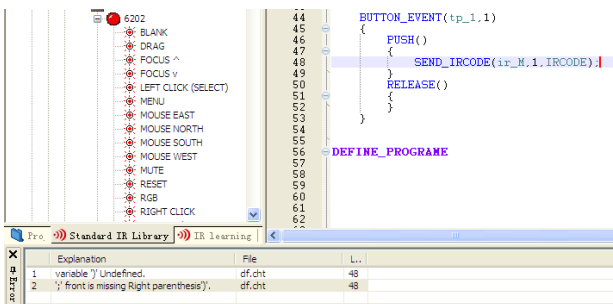 6202
BLANK
DRAG
FOCUS ^
FOCUS v
LEFT CLICK (SELECT)
MENU
MOUSE EAST
MOUSE NORTH
MOUSE SOUTH
MOUSE WEST
MUTE
RESET
RGB
RIGHT CLICK
44 BUTTON_EVENT(tp_1,1)
45 {
46 PUSH()
47 {
48 SEND_IRCODE(ir_M,1,IRCODE);
49 }
50 RELEASE()
51 {
52 }
53 }
54
55
56 DEFINE_PROGRAME
57
58
59
60
61
62
Pro Standard IR Library IR learning
Explanation File L..
1 variable ')' Undefined. df.cht 48
2 ';' front is missing Right parenthesis')'. df.cht 48
Error